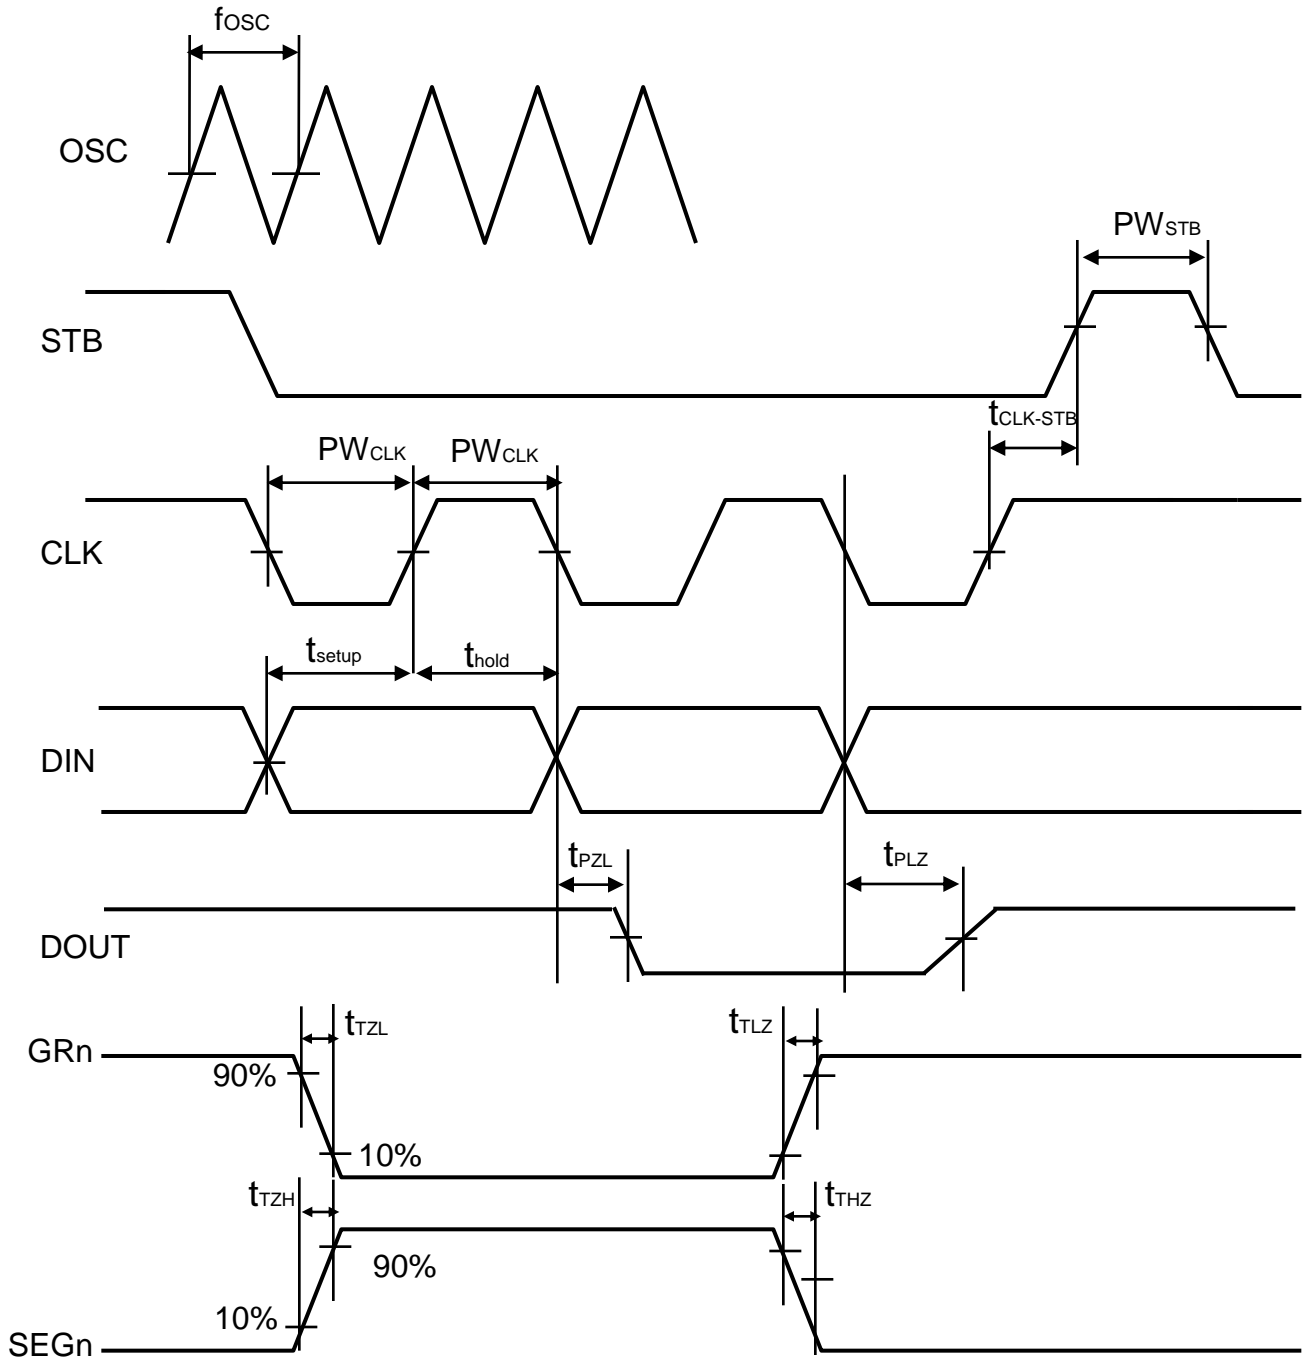 fOSC
OSC
PWSTB
STB
tCLK-STB
PWCLK PWCLK
CLK
tsetup thold
DIN
tPZL tPLZ
DOUT
tTZL tTLZ
GRn
90%
10%
tTZH tTHZ
90%
10%
SEGn